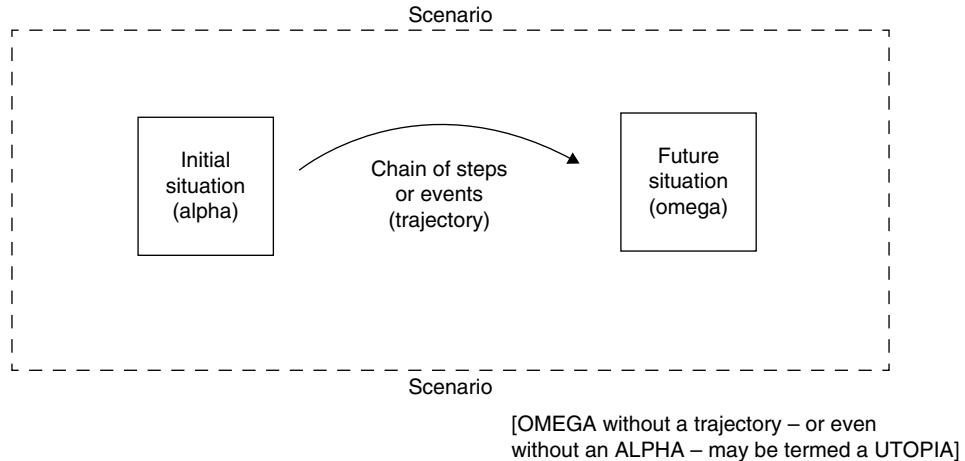 Scenario
Initial
situation
(alpha)
Chain of steps
or events
(trajectory)
Future
situation
(omega)
Scenario
[OMEGA without a trajectory – or even
without an ALPHA – may be termed a UTOPIA]